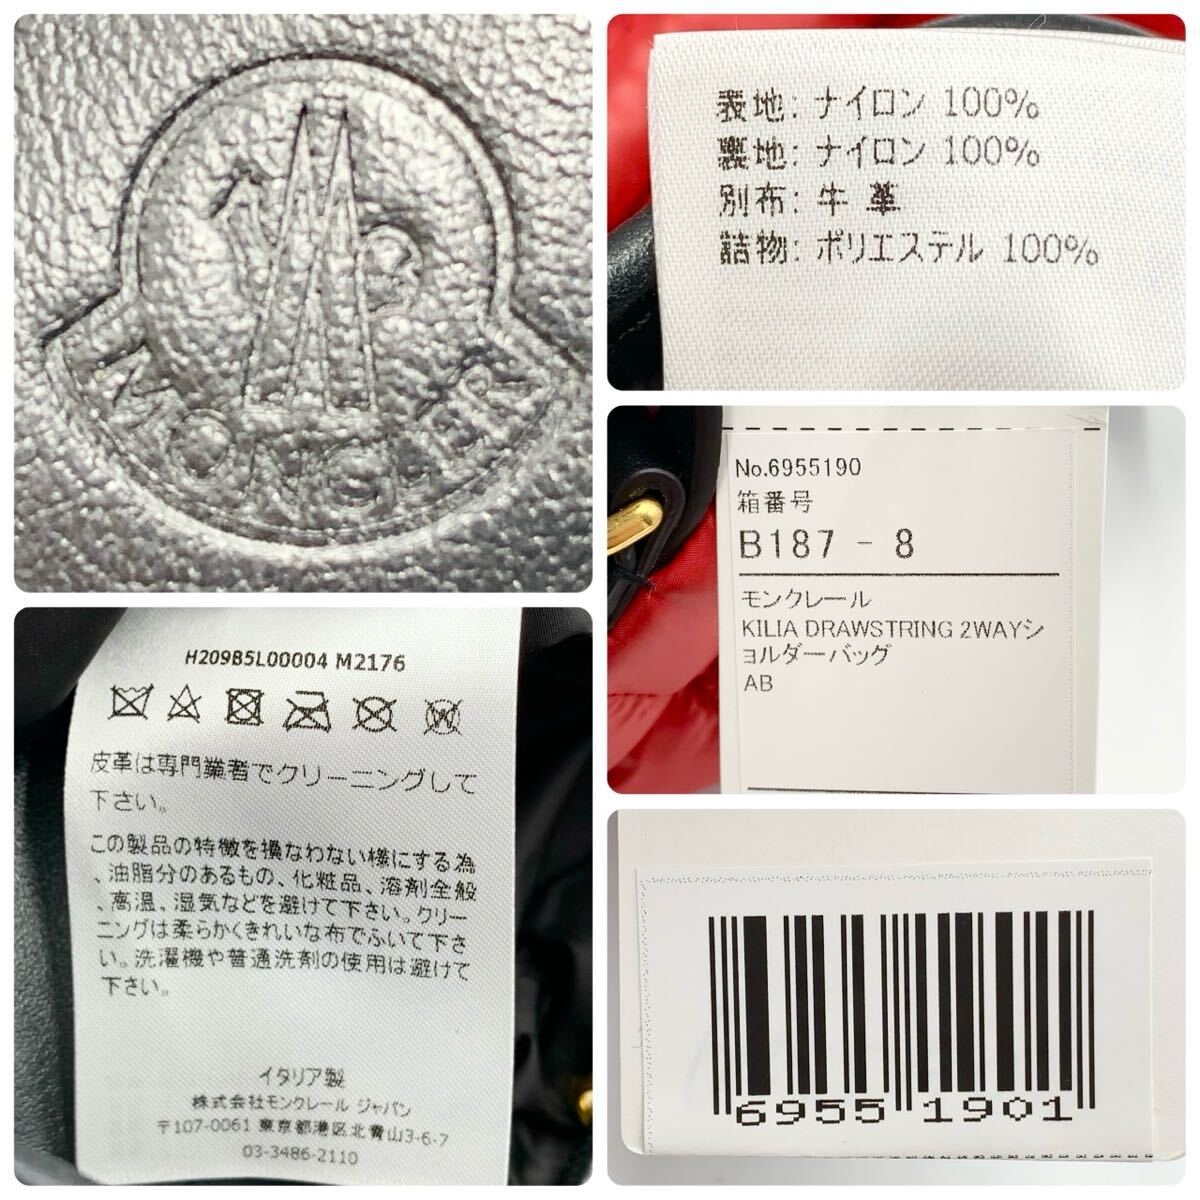 MONCLER
表地: ナイロン 100%
裏地: ナイロン 100%
別布: 牛 革
詰物: ポリエステル 100%
No.6955190
箱番号
B187 - 8
モンクレール
KILIA DRAWSTRING 2WAYシ
ョルダーバッグ
AB
H209B5L00004 M2176
皮革は専門業者でクリーニングして
下さい。
この製品の特徴を損なわない様にする為
、油脂分のあるもの、化粧品、溶剤全般
、高温、湿気などを避けて下さい。クリー
ニングは柔らかくきれいな布でふいて下さ
い。洗濯機や普通洗剤の使用は避けて
下さい。
イタリア製
株式会社モンクレール ジャパン
〒107-0061 東京都港区北青山3-6-7
03-3486-2110
6955 1901